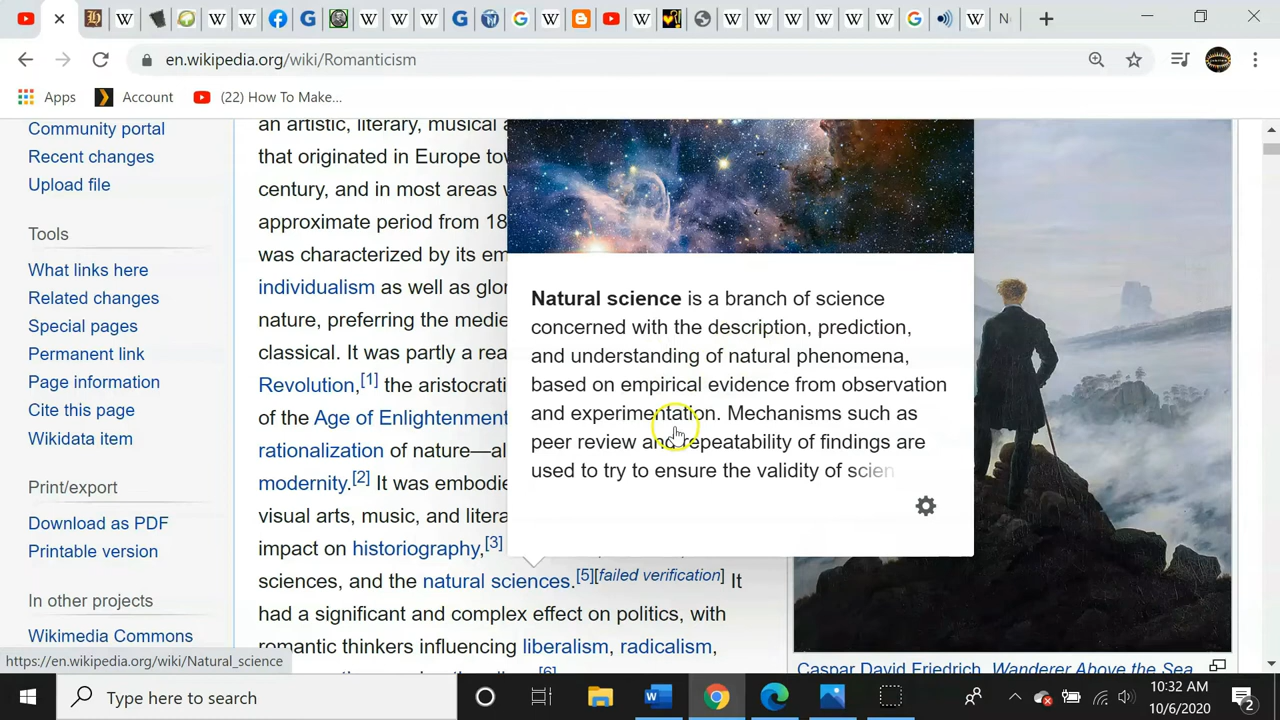 en.wikipedia.org/wiki/Romanticism
Apps
Account
(22) How To Make...
Community portal
Recent changes
Upload file
Tools
What links here
Related changes
Special pages
Permanent link
Page information
Cite this page
Wikidata item
Print/export
Download as PDF
Printable version
In other projects
Wikimedia Commons
https://en.wikipedia.org/wiki/Natural_science
an artistic, literary, musical
that originated in Europe
century, and in most areas
approximate period from 18
was characterized by its em
individualism as well as glor
nature, preferring the medie
classical. It was partly a rea
Revolution,[1] the aristocrati
of the Age of Enlightenment
rationalization of nature—al
modernity.[2] It was embodie
visual arts, music, and litera
impact on historiography,[3]
sciences, and the natural sciences.[5][failed verification] It
had a significant and complex effect on politics, with
romantic thinkers influencing liberalism, radicalism,
[6]
Natural science is a branch of science
concerned with the description, prediction,
and understanding of natural phenomena,
based on empirical evidence from observation
and experimentation. Mechanisms such as
peer review and repeatability of findings are
used to try to ensure the validity of scien
Caspar David Friedrich, Wanderer Above the Sea
Type here to search
10:32 AM
10/6/2020
2